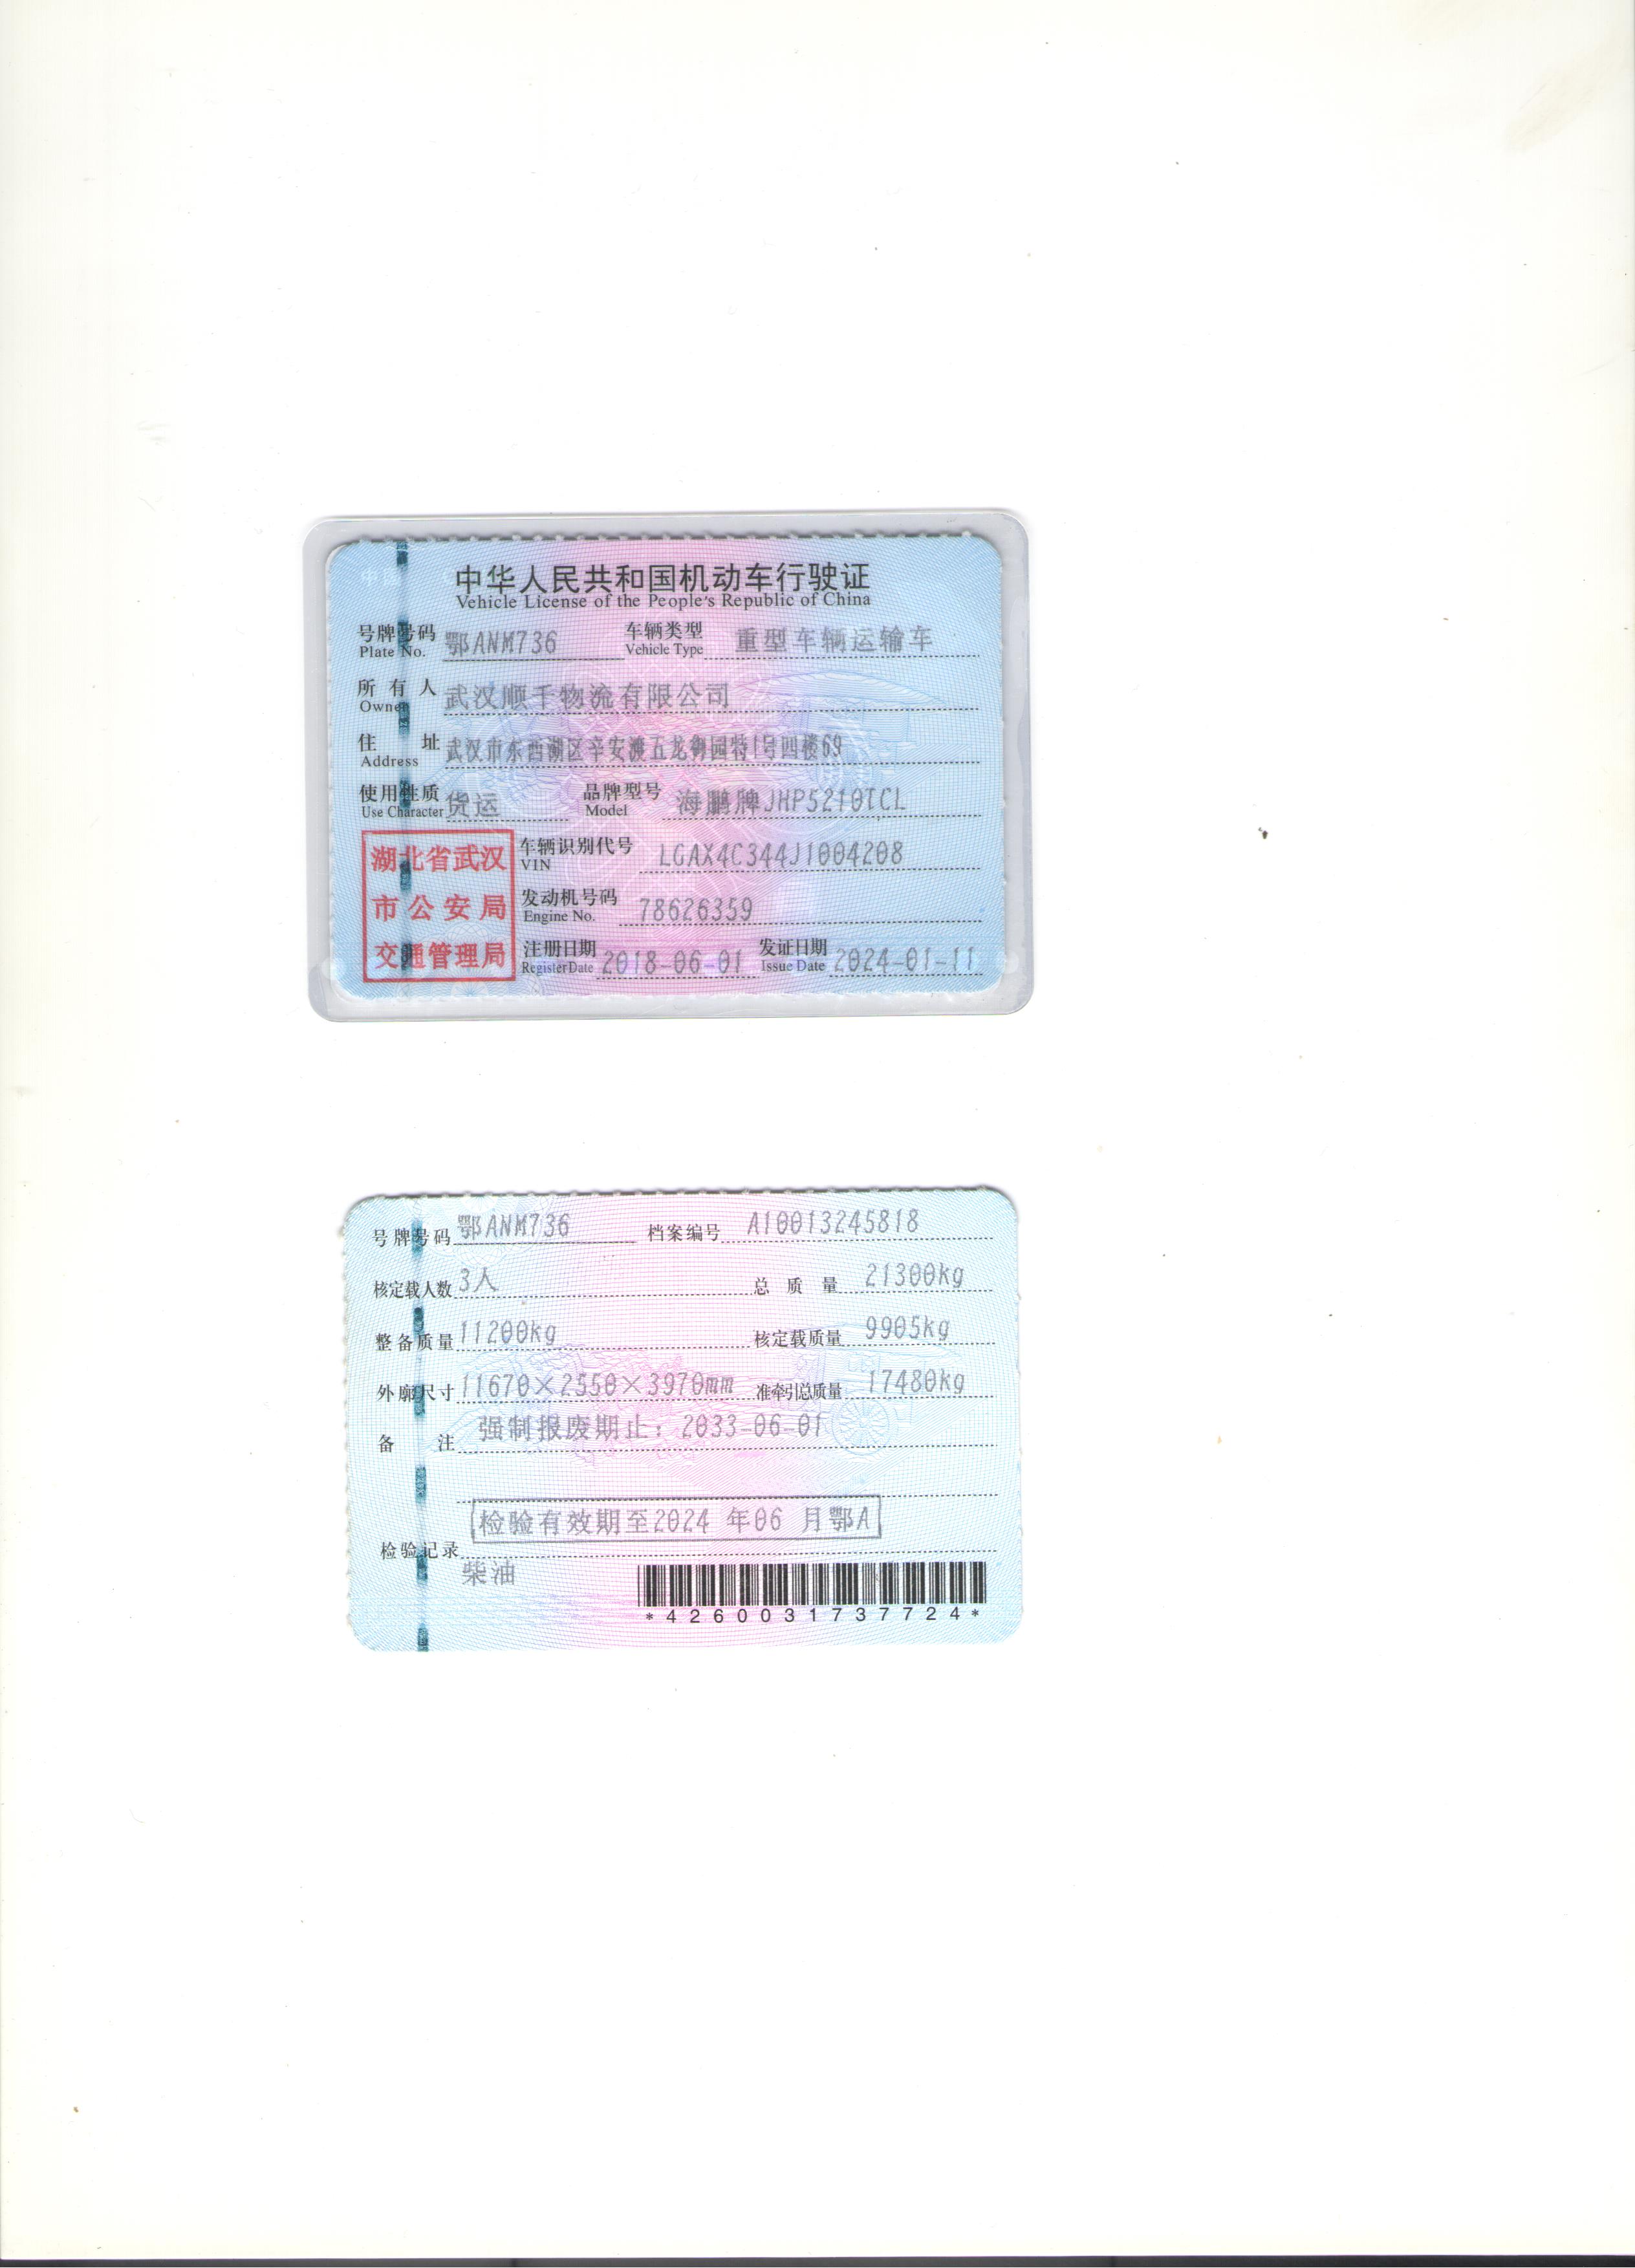 中华人民共和国机动车行驶证
Vehicle License of the People's Republic of China
号牌号码 鄂ANM736 车辆类型 重型车辆运输车
Plate No. Vehicle Type
所有人 武汉顺千物流有限公司
Owner
住址 武汉市东西湖区辛安渡五龙御园特1号四楼69
Address
使用性质 货运 品牌型号 海鹏牌JHP5210TCL
Use Character Model
湖北省武汉
市公安局
交通管理局
车辆识别代号 LGAX4C344J1004208
VIN
发动机号码 78626359
Engine No.
注册日期 2018-06-01 发证日期 2024-01-11
Register Date Issue Date
号牌号码 鄂ANM736 档案编号 A10013245818
核定载人数 3人 总质量 21300kg
整备质量 11200kg 核定载质量 9905kg
外廓尺寸 11670×2550×3970mm 准牵引总质量 17480kg
备注 强制报废期止：2033-06-01
检验有效期至2024 年06 月鄂A
检验记录
柴油
*4260031737724*